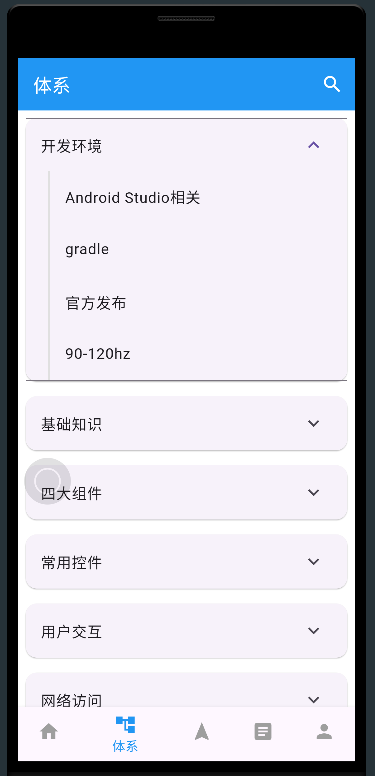 体系
开发环境
Android Studio相关
gradle
官方发布
90-120hz
基础知识
四大组件
常用控件
用户交互
网络访问
体系